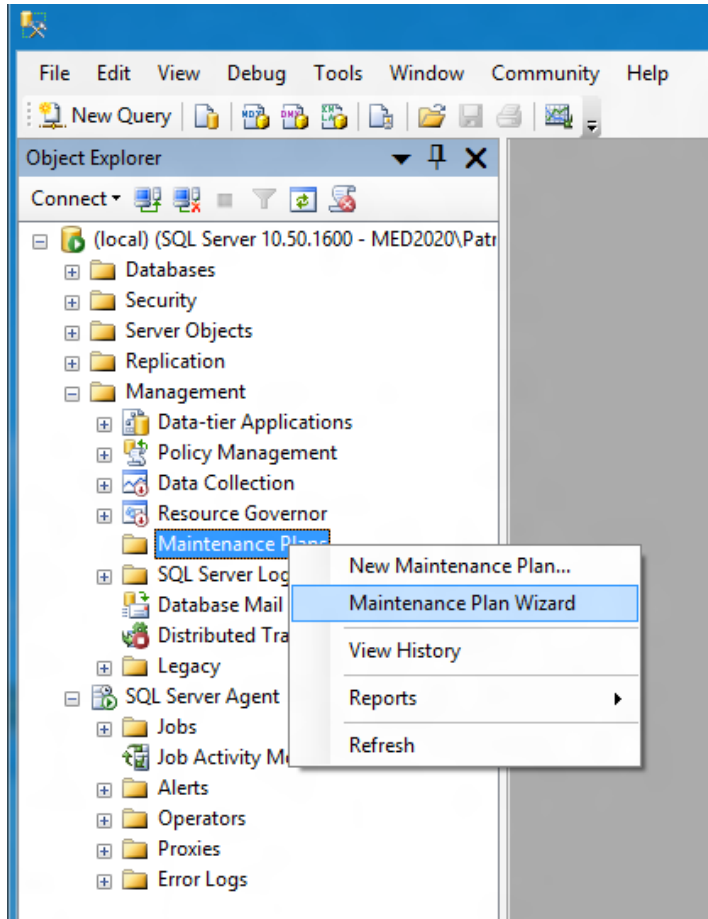 File Edit View Debug Tools Window Community Help
New Query
Object Explorer
Connect
(local) (SQL Server 10.50.1600 - MED2020\Patr
Databases
Security
Server Objects
Replication
Management
Data-tier Applications
Policy Management
Data Collection
Resource Governor
Maintenance Plans
SQL Server Log
Database Mail
Distributed Tra
Legacy
SQL Server Agent
Jobs
Job Activity Mo
Alerts
Operators
Proxies
Error Logs
New Maintenance Plan...
Maintenance Plan Wizard
View History
Reports
Refresh